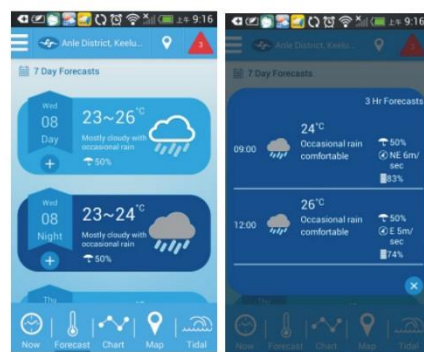 上午 9:16
Anle District, Keelu...
3
7 Day Forecasts
Wed
08
Day
+
23~26°C
Mostly cloudy with
occasional rain
50%
Wed
08
Night
+
23~24°C
Mostly cloudy with
occasional rain
50%
Thu
Now
Forecast
Chart
Map
Tidal
上午 9:16
Anle District, Keelu...
3
7 Day Forecasts
3 Hr Forecasts
09:00
24°C
Occasional rain
comfortable
50%
NE 6m/
sec
83%
12:00
26°C
Occasional rain
comfortable
50%
E 5m/
sec
74%
Thu
Now
Forecast
Chart
Map
Tidal